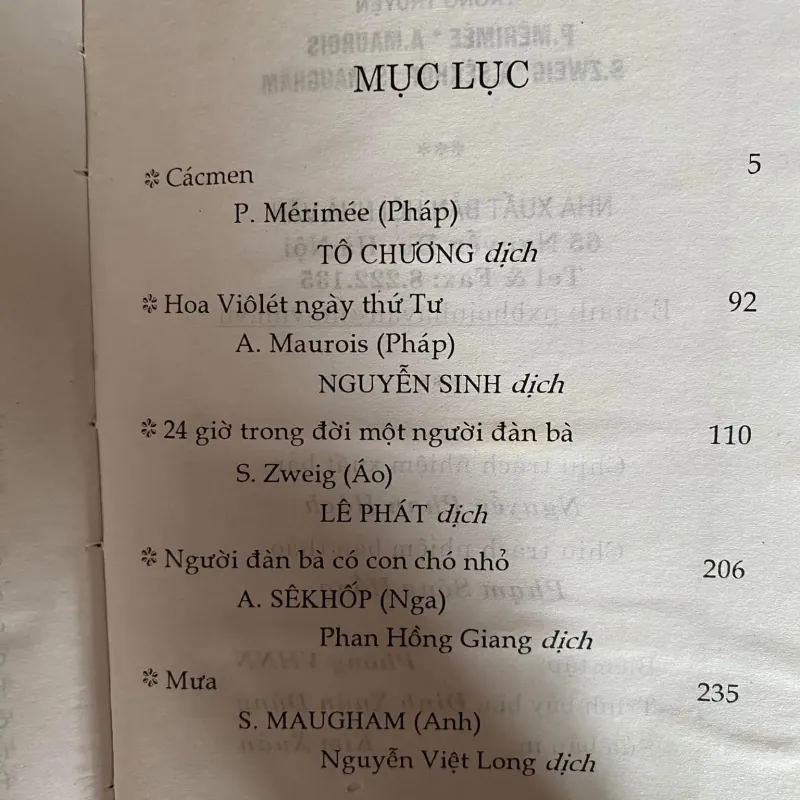 MỤC LỤC
Cácmen 5
P. Mérimée (Pháp)
TÔ CHƯƠNG dịch
Hoa Viôlét ngày thứ Tư 92
A. Maurois (Pháp)
NGUYỄN SINH dịch
24 giờ trong đời một người đàn bà 110
S. Zweig (Áo)
LÊ PHÁT dịch
Người đàn bà có con chó nhỏ 206
A. SÊKHỐP (Nga)
Phan Hồng Giang dịch
Mưa 235
S. MAUGHAM (Anh)
Nguyễn Việt Long dịch